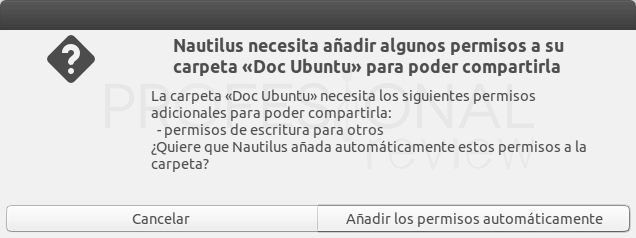 Nautilus necesita añadir algunos permisos a su
carpeta «Doc Ubuntu» para poder compartirla
La carpeta «Doc Ubuntu» necesita los siguientes permisos
adicionales para poder compartirla:
- permisos de escritura para otros
¿Quiere que Nautilus añada automáticamente estos permisos a la
carpeta?
PROFESIONAL
review
Cancelar
Añadir los permisos automáticamente